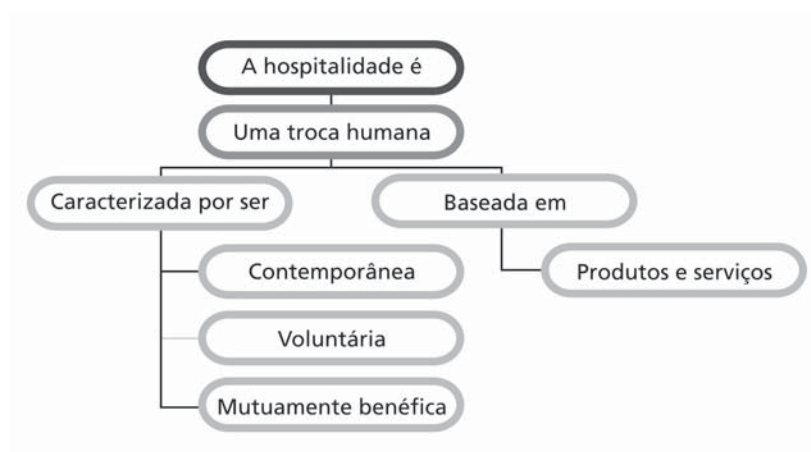 A hospitalidade é
Uma troca humana
Caracterizada por ser
Baseada em
Contemporânea
Produtos e serviços
Voluntária
Mutuamente benéfica